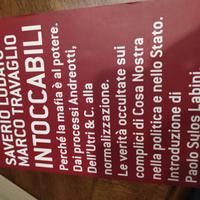 SAVERIO LODATO
MARCO TRAVAGLIO
INTOCCABILI
Perché la mafia è al potere.
Dai processi Andreotti,
Dell'Utri & C. alla
normalizzazione.
Le verità occultate sui
complici di Cosa Nostra
nella politica e nello Stato.
Introduzione di
Paolo Sylos Labini